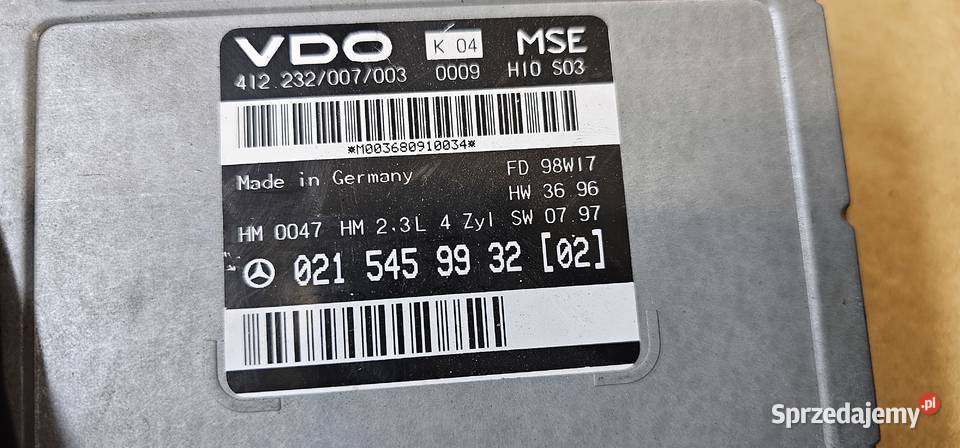 VDO K 04 MSE
412 232/007/003 0009 H10 S03
*M003680910034*
Made in Germany FD 98W17
HW 36 96
HM 0047 HM 2.3L 4 Zyl SW 07 97
021 545 99 32 [02]
Sprzedajemy.pl